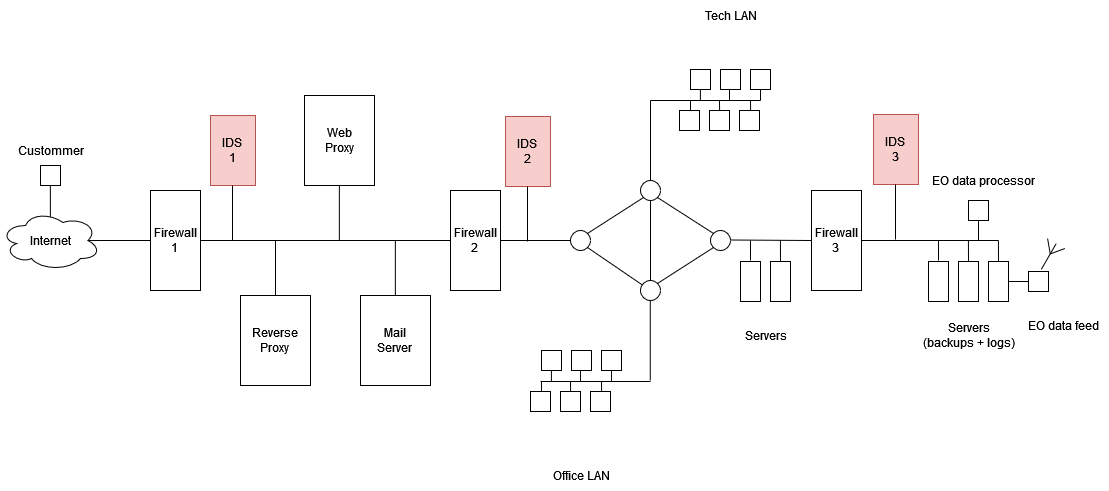 Tech LAN
Custommer
IDS
1
Web
Proxy
IDS
2
IDS
3
EO data processor
Internet
Firewall
1
Firewall
2
Firewall
3
Reverse
Proxy
Mail
Server
Servers
Servers
(backups + logs)
EO data feed
Office LAN